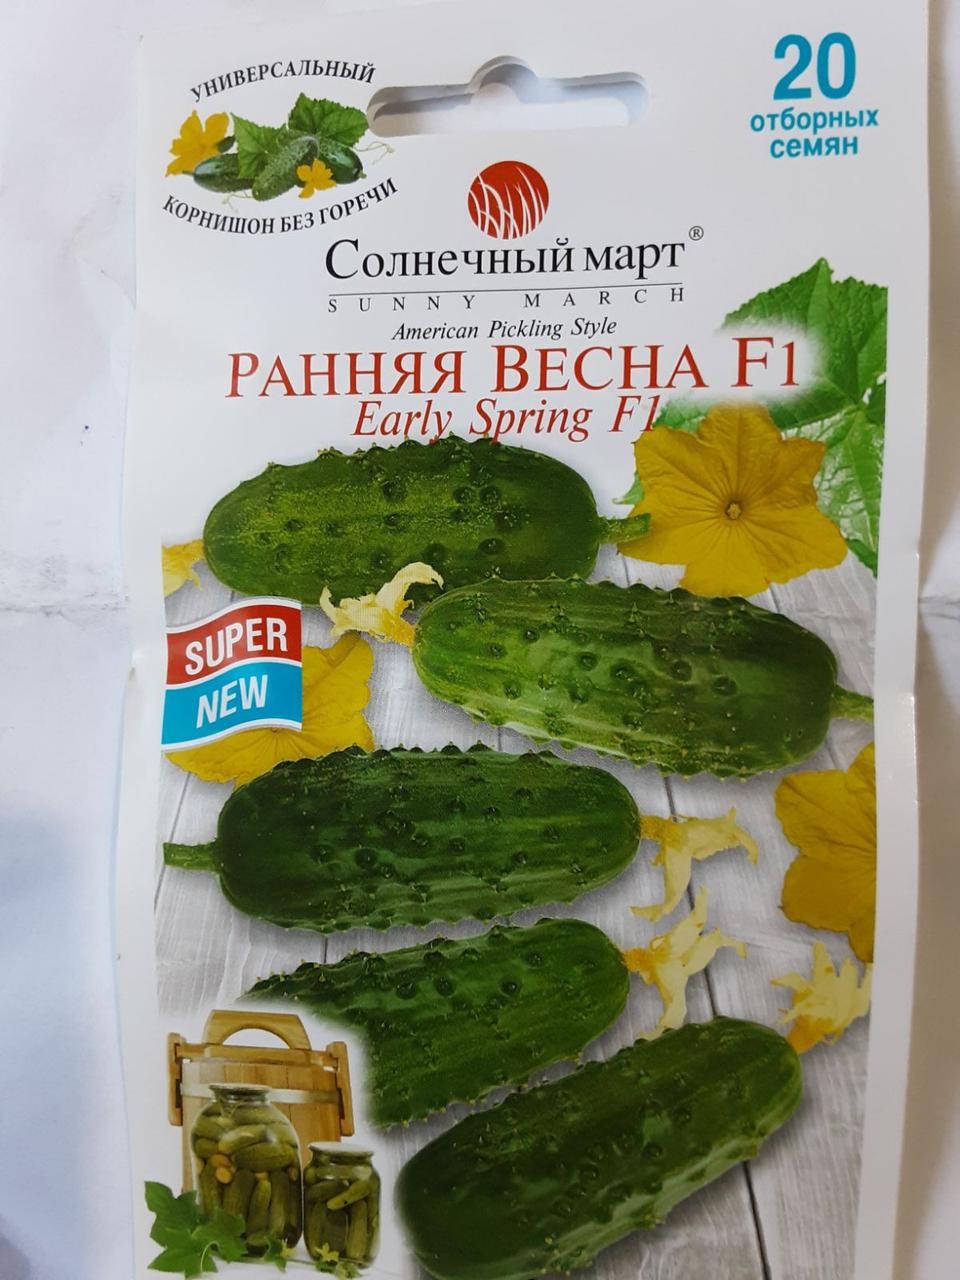 УНИВЕРСАЛЬНЫЙ
КОРНИШОН БЕЗ ГОРЕЧИ
20
отборных
семян
Солнечный март®
SUNNY MARCH
American Pickling Style
РАННЯЯ ВЕСНА F1
Early Spring F1
SUPER
NEW